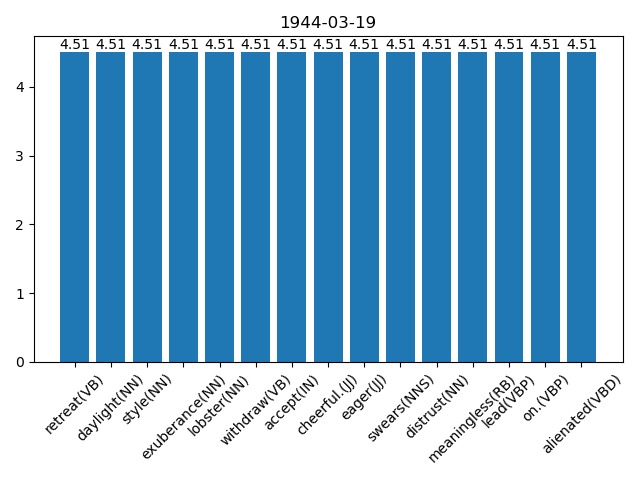 1944-03-19
4.51 4.51 4.51 4.51 4.51 4.51 4.51 4.51 4.51 4.51 4.51 4.51 4.51 4.51 4.51
4
3
2
1
0
retreat(VB)
daylight(NN)
style(NN)
exuberance(NN)
lobster(NN)
withdraw(VB)
accept(IN)
cheerful.(JJ)
eager(JJ)
swears(NNS)
distrust(NN)
meaningless(RB)
lead(VBP)
on.(VBP)
alienated(VBD)